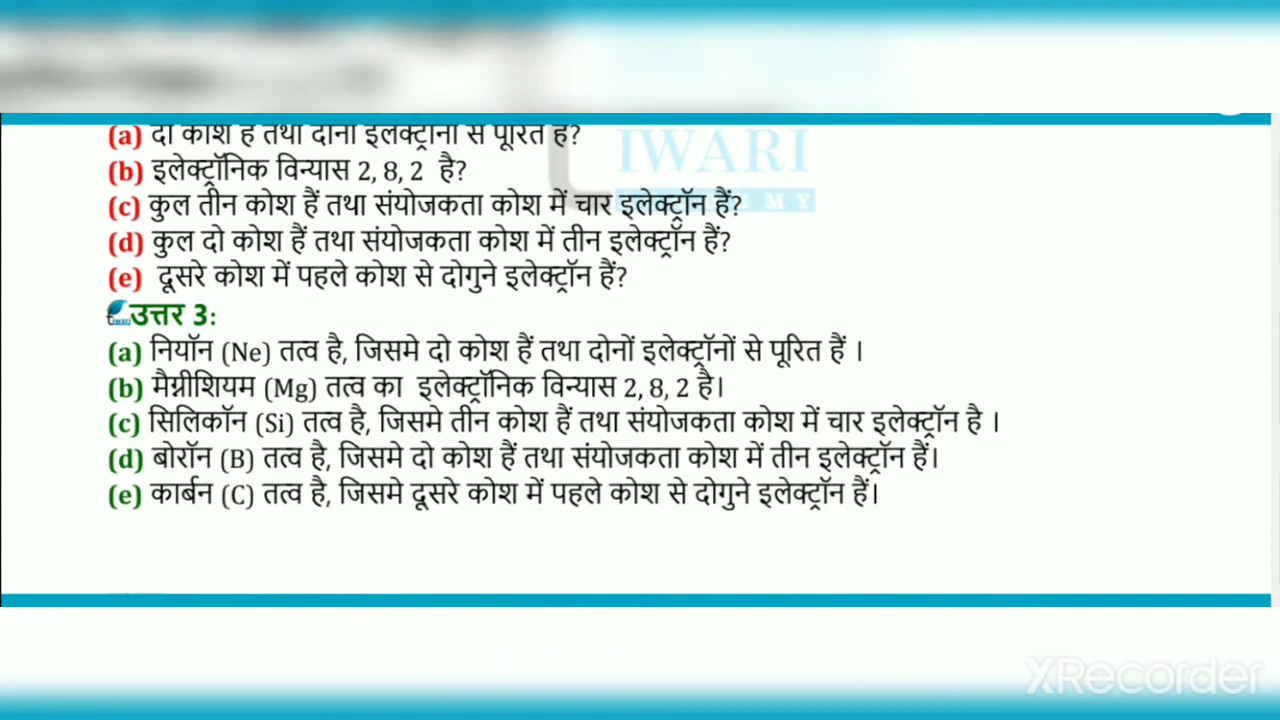 (a) दो कोश हैं तथा दोनों इलेक्ट्रॉनों से पूरित हैं?
IWARI
(b) इलेक्ट्रॉनिक विन्यास 2, 8, 2 है?
(c) कुल तीन कोश हैं तथा संयोजकता कोश में चार इलेक्ट्रॉन हैं?
(d) कुल दो कोश हैं तथा संयोजकता कोश में तीन इलेक्ट्रॉन हैं?
(e) दूसरे कोश में पहले कोश से दोगुने इलेक्ट्रॉन हैं?
उत्तर 3:
(a) नियॉन (Ne) तत्व है, जिसमे दो कोश हैं तथा दोनों इलेक्ट्रॉनों से पूरित हैं ।
(b) मैग्नीशियम (Mg) तत्व का इलेक्ट्रॉनिक विन्यास 2, 8, 2 है।
(c) सिलिकॉन (Si) तत्व है, जिसमे तीन कोश हैं तथा संयोजकता कोश में चार इलेक्ट्रॉन है ।
(d) बोरॉन (B) तत्व है, जिसमे दो कोश हैं तथा संयोजकता कोश में तीन इलेक्ट्रॉन हैं।
(e) कार्बन (C) तत्व है, जिसमे दूसरे कोश में पहले कोश से दोगुने इलेक्ट्रॉन हैं।
XRecorder